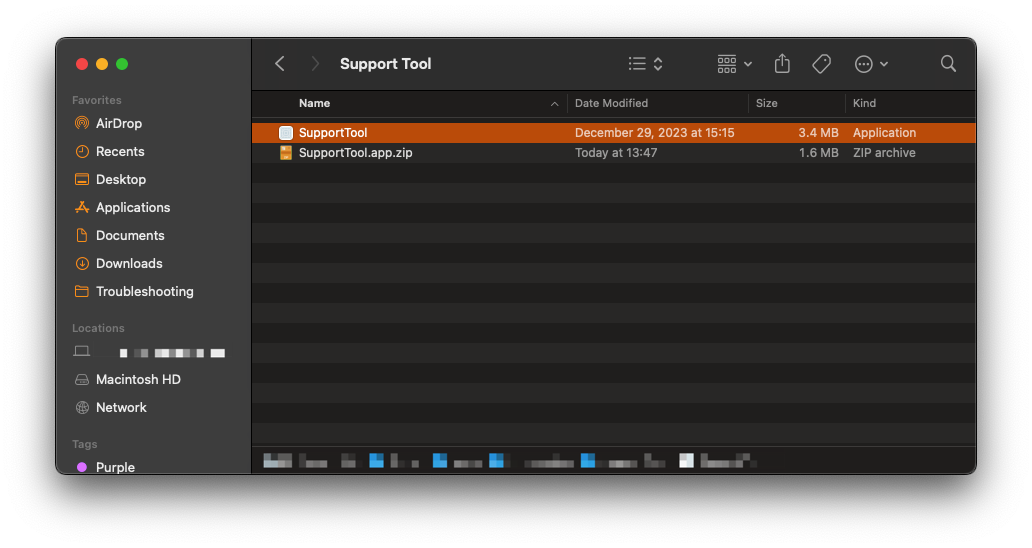 Support Tool
Favorites
AirDrop
Recents
Desktop
Applications
Documents
Downloads
Troubleshooting
Locations
Macintosh HD
Network
Tags
Purple
Name Date Modified Size Kind
SupportTool December 29, 2023 at 15:15 3.4 MB Application
SupportTool.app.zip Today at 13:47 1.6 MB ZIP archive